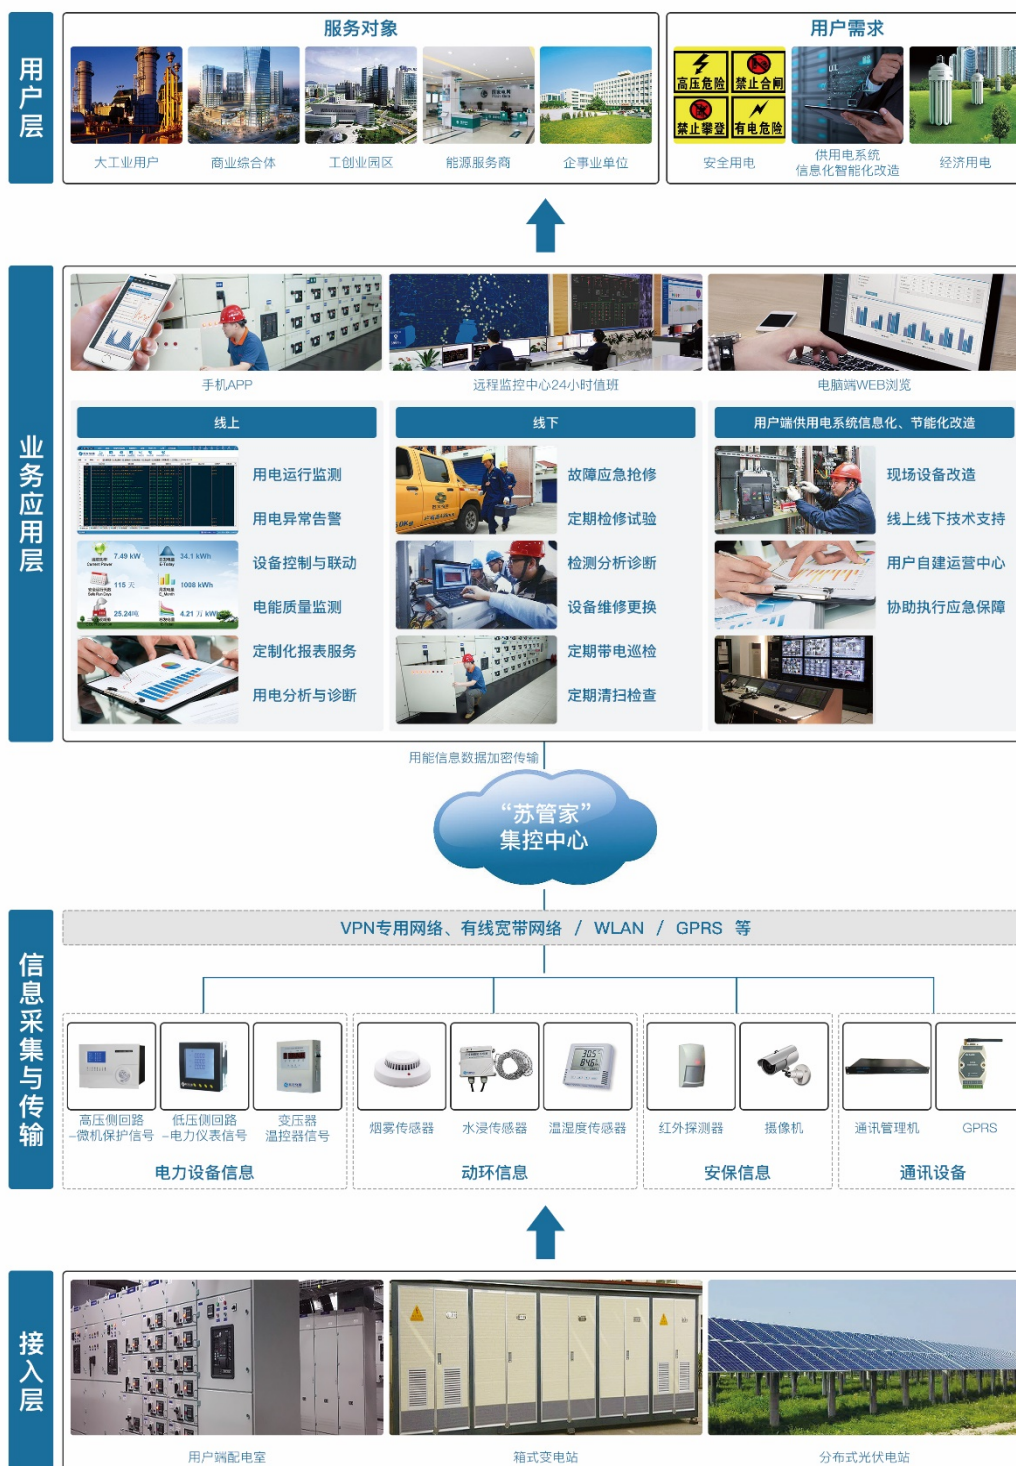 用户层
服务对象
用户需求
高压危险
禁止合闸
禁止攀登
有电危险
大工业用户
商业综合体
工创业园区
能源服务商
企事业单位
安全用电
供用电系统
信息化智能化改造
经济用电
业务应用层
手机APP
远程监控中心24小时值班
电脑端WEB浏览
线上
线下
用户端供用电系统信息化、节能化改造
用电运行监测
用电异常告警
设备控制与联动
电能质量监测
定制化报表服务
用电分析与诊断
7.49 kW
34.1 kWh
115 天
1008 kWh
25.24吨
4.21 万 kWh
故障应急抢修
定期检修试验
检测分析诊断
设备维修更换
定期带电巡检
定期清扫检查
现场设备改造
线上线下技术支持
用户自建运营中心
协助执行应急保障
用能信息数据加密传输
“苏管家”
集控中心
信息采集与传输
VPN专用网络、有线宽带网络 / WLAN / GPRS 等
高压侧回路
-微机保护信号
低压侧回路
-电力仪表信号
变压器
温控器信号
烟雾传感器
水浸传感器
温湿度传感器
红外探测器
摄像机
通讯管理机
GPRS
电力设备信息
动环信息
安保信息
通讯设备
接入层
用户端配电室
箱式变电站
分布式光伏电站